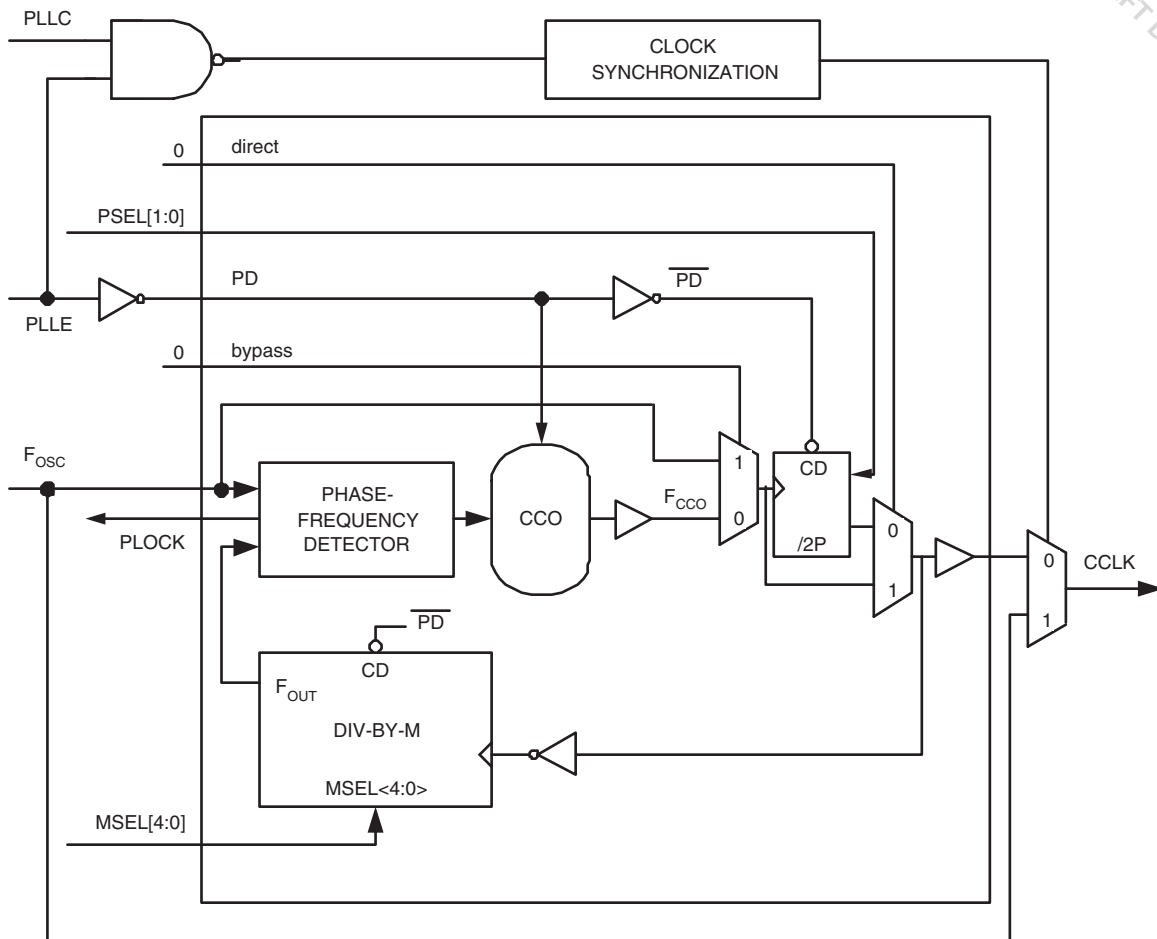 PLLC
CLOCK
SYNCHRONIZATION
0 direct
PSEL[1:0]
PD
PD
PLLE
0 bypass
FOSC
1
CD
PHASE-
FREQUENCY
DETECTOR
CCO
FCCO
0
/2P
0
1
PLOCK
0
1
CCLK
PD
CD
FOUT
DIV-BY-M
MSEL<4:0>
MSEL[4:0]